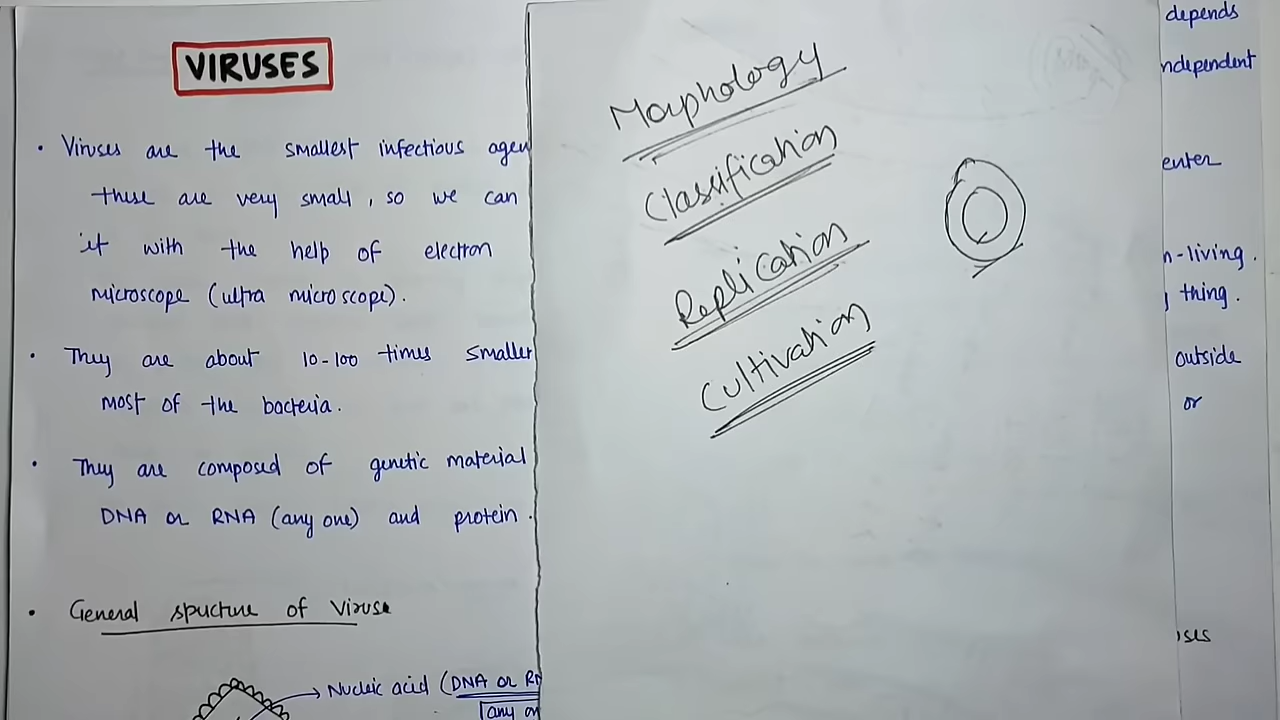 VIRUSES
• Viruses are the smallest infectious agen
these are very small, so we can
it with the help of electron
microscope (ultra microscope).
• They are about 10-100 times smaller
most of the bacteria.
• They are composed of genetic material
DNA or RNA (any one) and protein.
• General structure of Viruse
Nucleic acid (DNA or RN
(any on
Morphology
Classification
Replication
Cultivation
depends
ndependent
enter
n-living.
thing.
outside
or
ses